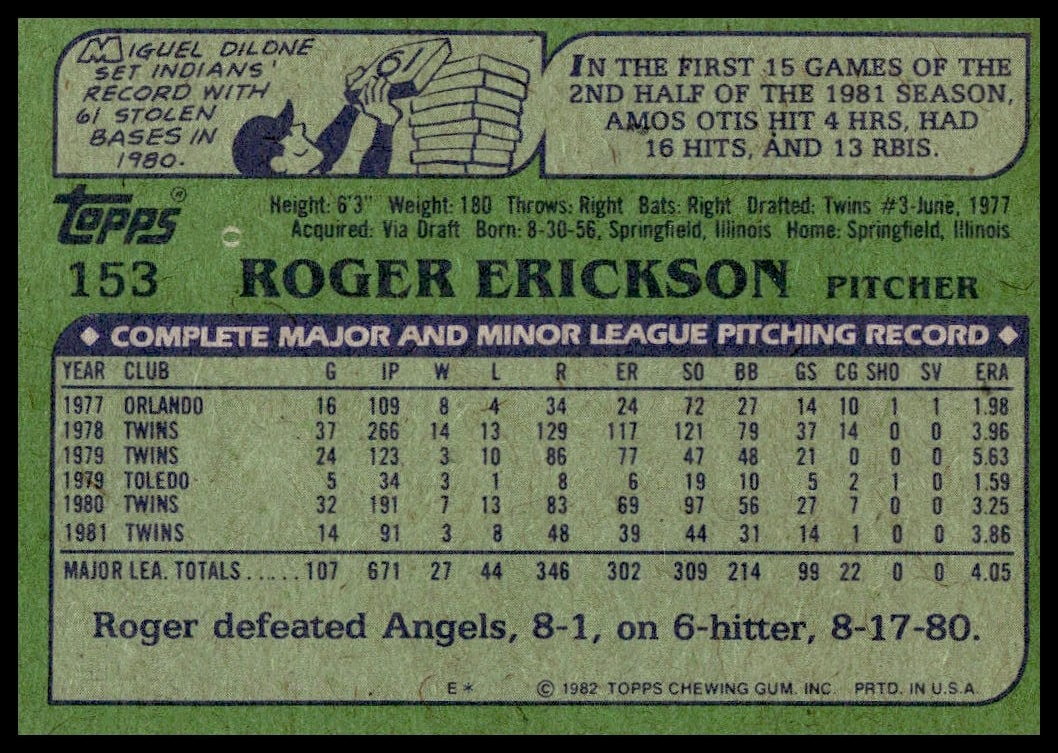 MIGUEL DILONE
SET INDIANS'
RECORD WITH
61 STOLEN
BASES IN
1980.
61
IN THE FIRST 15 GAMES OF THE
2ND HALF OF THE 1981 SEASON,
AMOS OTIS HIT 4 HRS, HAD
16 HITS, AND 13 RBIS.
Topps®
Height: 6'3" Weight: 180 Throws: Right Bats: Right Drafted: Twins #3-June, 1977
Acquired: Via Draft Born: 8-30-56, Springfield, Illinois Home: Springfield, Illinois
153 ROGER ERICKSON PITCHER
◆ COMPLETE MAJOR AND MINOR LEAGUE PITCHING RECORD ◆
YEAR CLUB G IP W L R ER SO BB GS CG SHO SV ERA
1977 ORLANDO 16 109 8 4 34 24 72 27 14 10 1 1 1.98
1978 TWINS 37 266 14 13 129 117 121 79 37 14 0 0 3.96
1979 TWINS 24 123 3 10 86 77 47 48 21 0 0 0 5.63
1979 TOLEDO 5 34 3 1 8 6 19 10 5 2 1 0 1.59
1980 TWINS 32 191 7 13 83 69 97 56 27 7 0 0 3.25
1981 TWINS 14 91 3 8 48 39 44 31 14 1 0 0 3.86
MAJOR LEA. TOTALS......107 671 27 44 346 302 309 214 99 22 0 0 4.05
Roger defeated Angels, 8-1, on 6-hitter, 8-17-80.
E* © 1982 TOPPS CHEWING GUM. INC. PRTD. IN U.S.A.